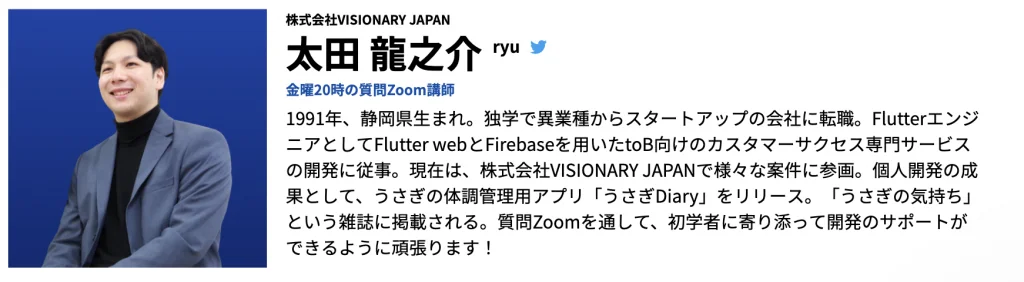 株式会社VISIONARY JAPAN
太田 龍之介 ryu
金曜20時の質問Zoom講師
1991年、静岡県生まれ。独学で異業種からスタートアップの会社に転職。Flutterエンジ
ニアとしてFlutter webとFirebaseを用いたtoB向けのカスタマーサクセス専門サービス
の開発に従事。現在は、株式会社VISIONARY JAPANで様々な案件に参画。個人開発の成
果として、うさぎの体調管理用アプリ「うさぎDiary」をリリース。「うさぎの気持ち」
という雑誌に掲載される。質問Zoomを通して、初学者に寄り添って開発のサポートが
できるように頑張ります！